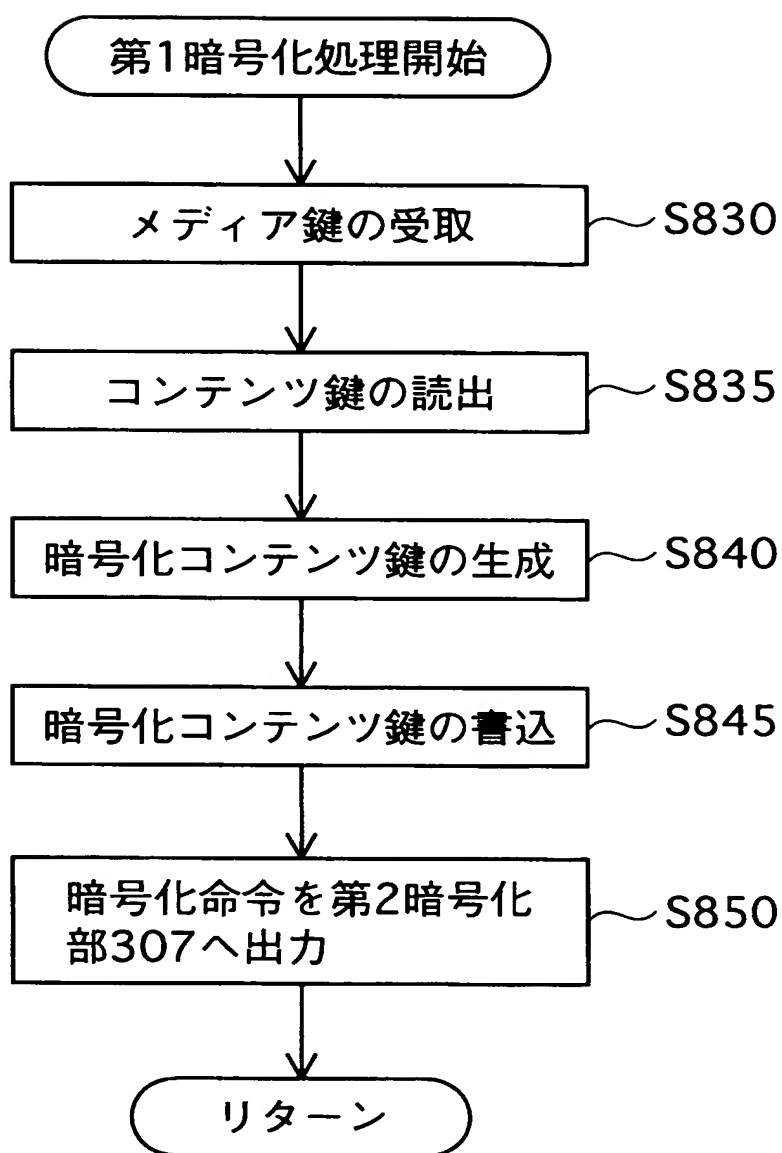 第1暗号化処理開始
メディア鍵の受取
S830
コンテンツ鍵の読出
S835
暗号化コンテンツ鍵の生成
S840
暗号化コンテンツ鍵の書込
S845
暗号化命令を第2暗号化
部307へ出力
S850
リターン